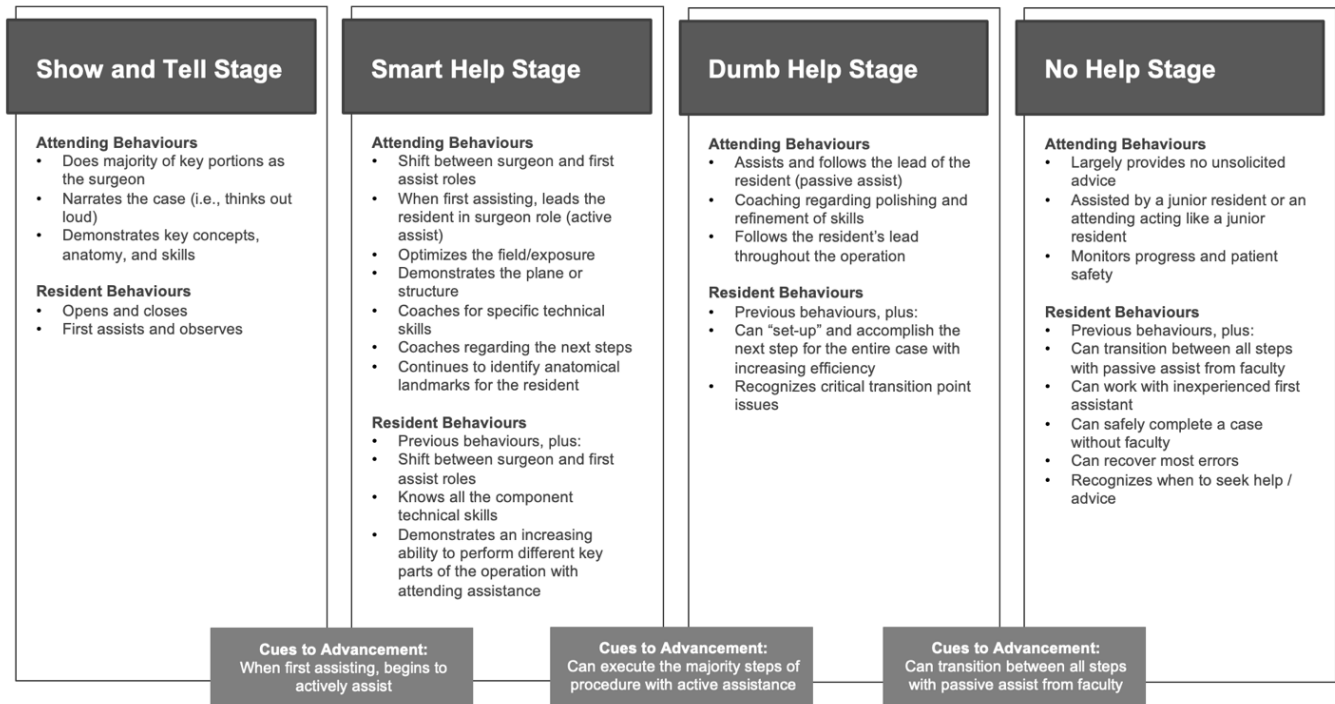 Show and Tell Stage
Attending Behaviours
• Does majority of key portions as
the surgeon
• Narrates the case (i.e., thinks out
loud)
• Demonstrates key concepts,
anatomy, and skills
Resident Behaviours
• Opens and closes
• First assists and observes
Cues to Advancement:
When first assisting, begins to
actively assist
Smart Help Stage
Attending Behaviours
• Shift between surgeon and first
assist roles
• When first assisting, leads the
resident in surgeon role (active
assist)
• Optimizes the field/exposure
• Demonstrates the plane or
structure
• Coaches for specific technical
skills
• Coaches regarding the next steps
• Continues to identify anatomical
landmarks for the resident
Resident Behaviours
• Previous behaviours, plus:
• Shift between surgeon and first
assist roles
• Knows all the component
technical skills
• Demonstrates an increasing
ability to perform different key
parts of the operation with
attending assistance
Cues to Advancement:
Can execute the majority steps of
procedure with active assistance
Dumb Help Stage
Attending Behaviours
• Assists and follows the lead of the
resident (passive assist)
• Coaching regarding polishing and
refinement of skills
• Follows the resident's lead
throughout the operation
Resident Behaviours
• Previous behaviours, plus:
• Can "set-up" and accomplish the
next step for the entire case with
increasing efficiency
• Recognizes critical transition point
issues
Cues to Advancement:
Can transition between all steps
with passive assist from faculty
No Help Stage
Attending Behaviours
• Largely provides no unsolicited
advice
• Assisted by a junior resident or an
attending acting like a junior
resident
• Monitors progress and patient
safety
Resident Behaviours
• Previous behaviours, plus:
• Can transition between all steps
with passive assist from faculty
• Can work with inexperienced first
assistant
• Can safely complete a case
without faculty
• Can recover most errors
• Recognizes when to seek help /
advice